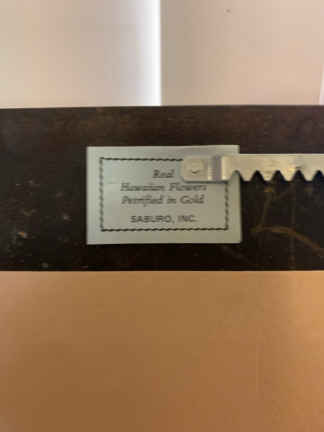 Real
Hawaiian Flowers
Petrified in Gold
SABURO, INC.